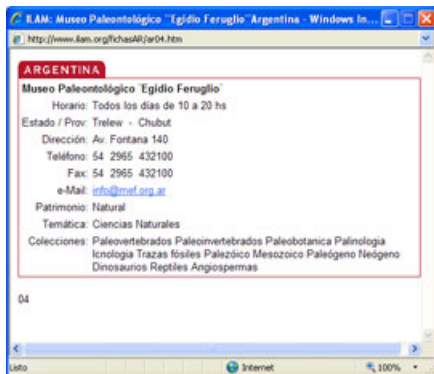 ILAM: Museo Paleontológico ¨Egidio Feruglio¨Argentina - Windows In...
http://www.ilam.org/fichasAR/ar04.htm
ARGENTINA
Museo Paleontológico ¨Egidio Feruglio¨
Horario: Todos los días de 10 a 20 hs
Estado / Prov: Trelew - Chubut
Dirección: Av. Fontana 140
Teléfono: 54 2965 432100
Fax: 54 2965 432100
e-Mail: info@mef.org.ar
Patrimonio: Natural
Temática: Ciencias Naturales
Colecciones: Paleovertebrados Paleoinvertebrados Paleobotanica Palinologia
Icnologia Trazas fósiles Palezóico Mesozoico Paleógeno Neógeno
Dinosaurios Reptiles Angiospermas
04
Listo Internet 100%